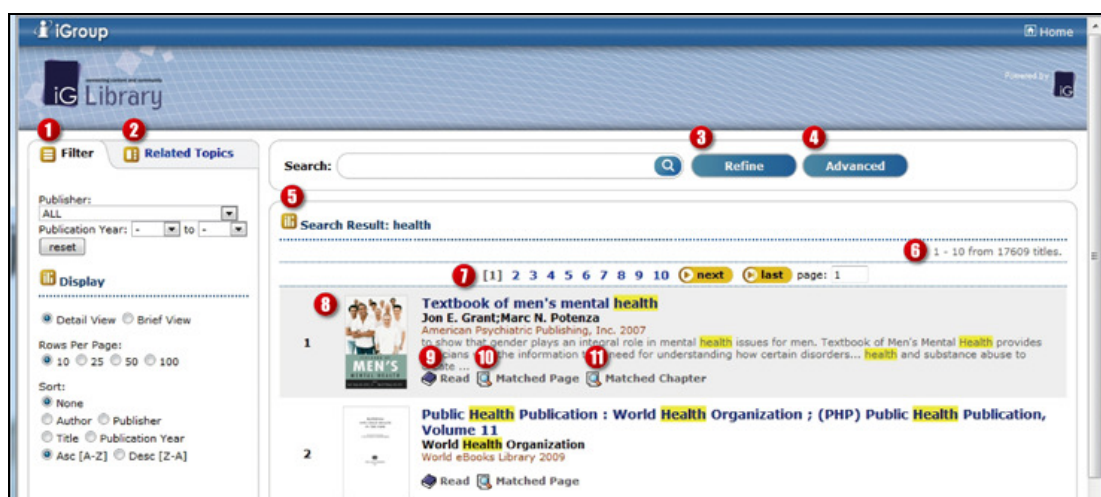 iGroup
Home
iG Library
Powered by
iG
1
2
Filter
Related Topics
3
4
Search:
Refine
Advanced
Publisher:
ALL
Publication Year: - to -
reset
Display
Detail View Brief View
Rows Per Page:
10 25 50 100
Sort:
None
Author Publisher
Title Publication Year
Asc [A-Z] Desc [Z-A]
5
Search Result: health
6
1 - 10 from 17609 titles.
7
[1] 2 3 4 5 6 7 8 9 10 next last page: 1
8
1
MEN'S
MENTAL HEALTH
Textbook of men's mental health
Jon E. Grant;Marc N. Potenza
American Psychiatric Publishing, Inc. 2007
to show that gender plays an integral role in mental health issues for men. Textbook of Men's Mental Health provides
the information need for understanding how certain disorders... health and substance abuse to
...
9 10 11
Read Matched Page Matched Chapter
2
Public Health Publication : World Health Organization ; (PHP) Public Health Publication,
Volume 11
World Health Organization
World eBooks Library 2009
Read Matched Page